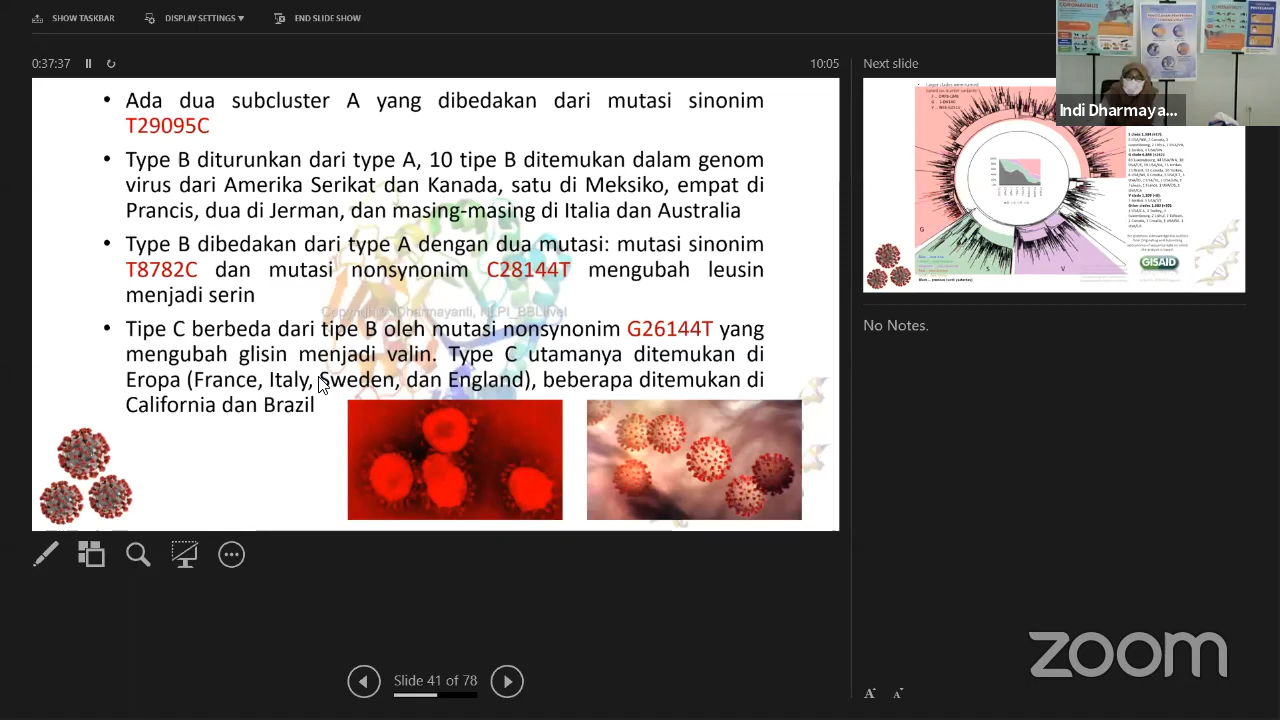 SHOW TASKBAR
DISPLAY SETTINGS ▼
END SLIDE SHOW
0:37:37
10:05
• Ada dua subcluster A yang dibedakan dari mutasi sinonim
T29095C
• Type B diturunkan dari type A, 10 tipe B ditemukan dalam genom
virus dari Amerika Serikat dan Kanada, satu di Meksiko, empat di
Prancis, dua di Jerman, dan masing-masing di Italia dan Australia
• Type B dibedakan dari type A dengan dua mutasi: mutasi sinonim
T8782C dan mutasi nonsynonim C28144T mengubah leusin
menjadi serin
• Tipe C berbeda dari tipe B oleh mutasi nonsynonim G26144T yang
mengubah glisin menjadi valin. Type C utamanya ditemukan di
Eropa (France, Italy, Sweden, dan England), beberapa ditemukan di
California dan Brazil
Slide 41 of 78
Next slide
G
S
V
GISAID
No Notes.
Indi Dharmaya...
A A
zoom